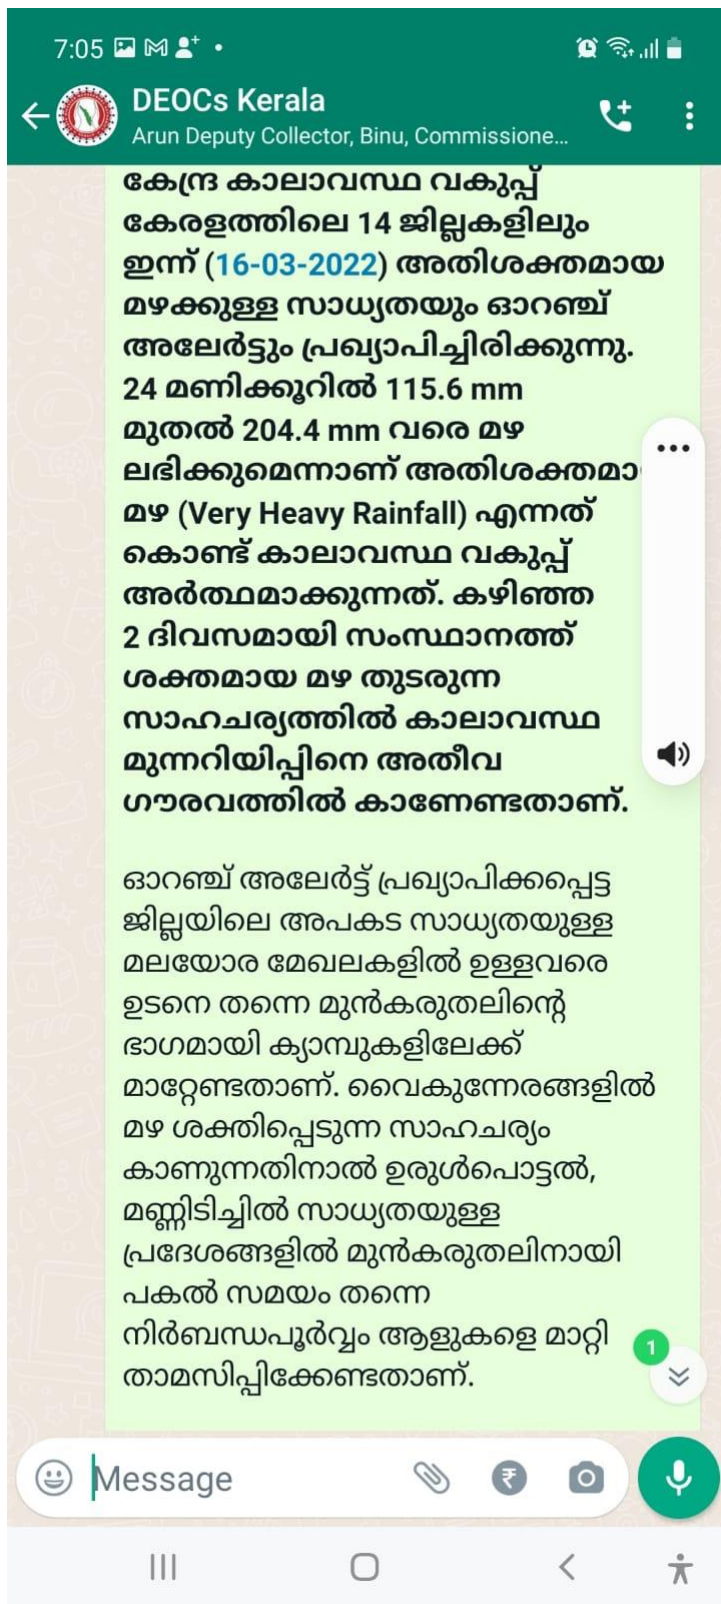 7:05
DEOCs Kerala
Arun Deputy Collector, Binu, Commissione...
കേന്ദ്ര കാലാവസ്ഥ വകുപ്പ്
കേരളത്തിലെ 14 ജില്ലകളിലും
ഇന്ന് (16-03-2022) അതിശക്തമായ
മഴക്കുള്ള സാധ്യതയും ഓറഞ്ച്
അലേർട്ടും പ്രഖ്യാപിച്ചിരിക്കുന്നു.
24 മണിക്കൂറിൽ 115.6 mm
മുതൽ 204.4 mm വരെ മഴ
ലഭിക്കുമെന്നാണ് അതിശക്തമാ
മഴ (Very Heavy Rainfall) എന്നത്
കൊണ്ട് കാലാവസ്ഥ വകുപ്പ്
അർത്ഥമാക്കുന്നത്. കഴിഞ്ഞ
2 ദിവസമായി സംസ്ഥാനത്ത്
ശക്തമായ മഴ തുടരുന്ന
സാഹചര്യത്തിൽ കാലാവസ്ഥ
മുന്നറിയിപ്പിനെ അതീവ
ഗൗരവത്തിൽ കാണേണ്ടതാണ്.
ഓറഞ്ച് അലേർട്ട് പ്രഖ്യാപിക്കപ്പെട്ട
ജില്ലയിലെ അപകട സാധ്യതയുള്ള
മലയോര മേഖലകളിൽ ഉള്ളവരെ
ഉടനെ തന്നെ മുൻകരുതലിന്റെ
ഭാഗമായി ക്യാമ്പുകളിലേക്ക്
മാറ്റേണ്ടതാണ്. വൈകുന്നേരങ്ങളിൽ
മഴ ശക്തിപ്പെടുന്ന സാഹചര്യം
കാണുന്നതിനാൽ ഉരുൾപൊട്ടൽ,
മണ്ണിടിച്ചിൽ സാധ്യതയുള്ള
പ്രദേശങ്ങളിൽ മുൻകരുതലിനായി
പകൽ സമയം തന്നെ
നിർബന്ധപൂർവ്വം ആളുകളെ മാറ്റി
താമസിപ്പിക്കേണ്ടതാണ്.
1
Message